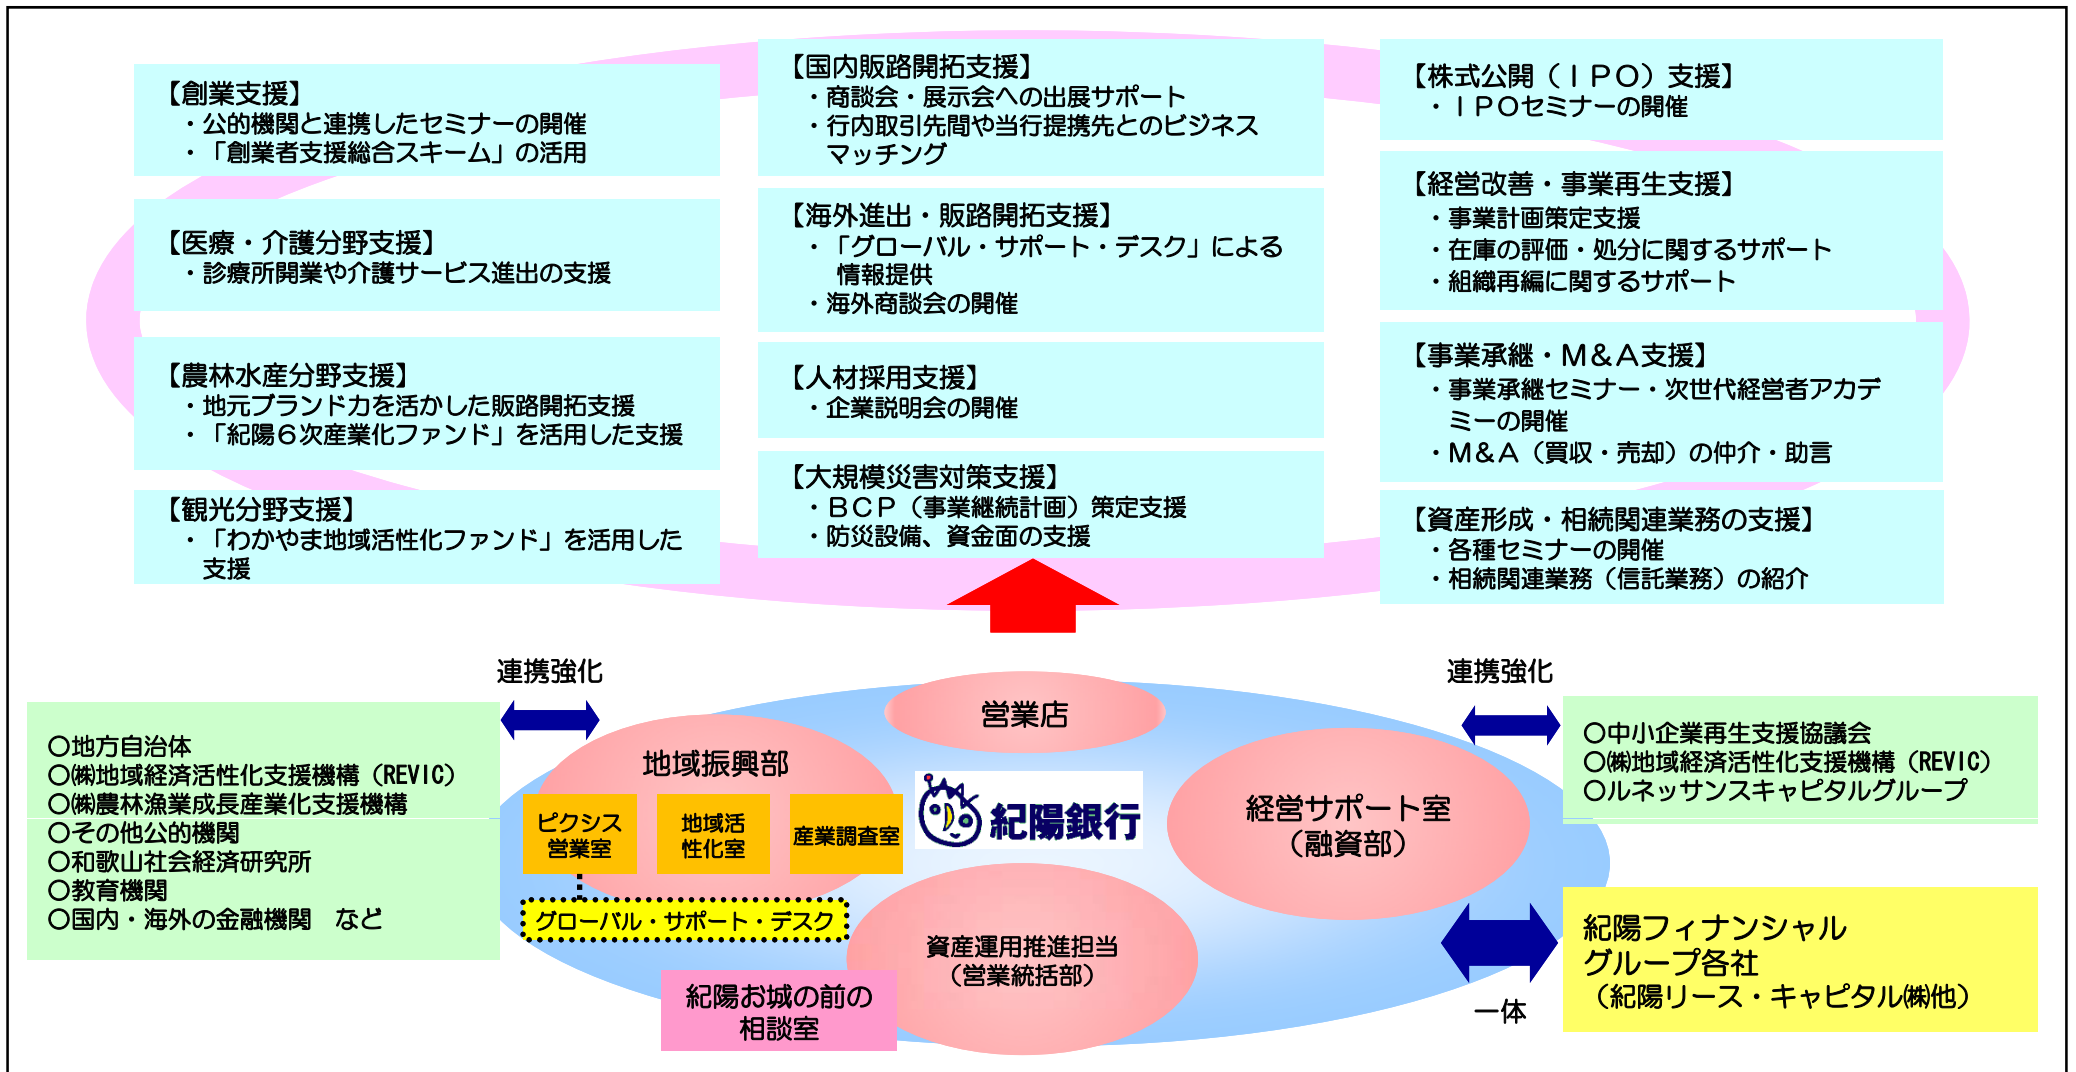 【創業支援】
・公的機関と連携したセミナーの開催
・「創業者支援総合スキーム」の活用
【医療・介護分野支援】
・診療所開業や介護サービス進出の支援
【農林水産分野支援】
・地元ブランド力を活かした販路開拓支援
・「紀陽６次産業化ファンド」を活用した支援
【観光分野支援】
・「わかやま地域活性化ファンド」を活用した
支援
【国内販路開拓支援】
・商談会・展示会への出展サポート
・行内取引先間や当行提携先とのビジネス
マッチング
【海外進出・販路開拓支援】
・「グローバル・サポート・デスク」による
情報提供
・海外商談会の開催
【人材採用支援】
・企業説明会の開催
【大規模災害対策支援】
・ＢＣＰ（事業継続計画）策定支援
・防災設備、資金面の支援
【株式公開（ＩＰＯ）支援】
・ＩＰＯセミナーの開催
【経営改善・事業再生支援】
・事業計画策定支援
・在庫の評価・処分に関するサポート
・組織再編に関するサポート
【事業承継・Ｍ＆Ａ支援】
・事業承継セミナー・次世代経営者アカデ
ミーの開催
・Ｍ＆Ａ（買収・売却）の仲介・助言
【資産形成・相続関連業務の支援】
・各種セミナーの開催
・相続関連業務（信託業務）の紹介
連携強化
○地方自治体
○㈱地域経済活性化支援機構（REVIC）
○㈱農林漁業成長産業化支援機構
○その他公的機関
○和歌山社会経済研究所
○教育機関
○国内・海外の金融機関　など
営業店
地域振興部
ピクシス
営業室
地域活
性化室
産業調査室
グローバル・サポート・デスク
紀陽銀行
経営サポート室
（融資部）
資産運用推進担当
（営業統括部）
紀陽お城の前の
相談室
連携強化
○中小企業再生支援協議会
○㈱地域経済活性化支援機構（REVIC）
○ルネッサンスキャピタルグループ
一体
紀陽フィナンシャル
グループ各社
（紀陽リース・キャピタル㈱他）